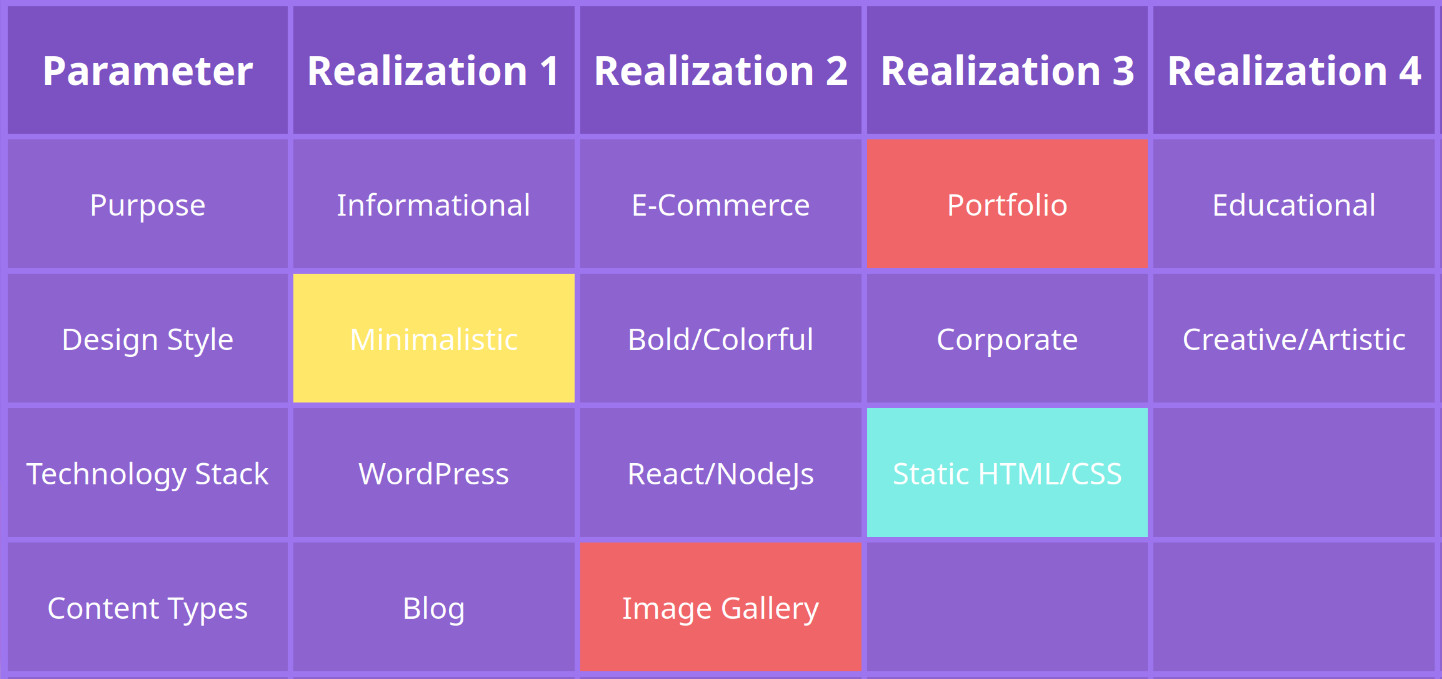 Parameter Realization 1 Realization 2 Realization 3 Realization 4
Purpose Informational E-Commerce Portfolio Educational
Design Style Minimalistic Bold/Colorful Corporate Creative/Artistic
Technology Stack WordPress React/NodeJs Static HTML/CSS
Content Types Blog Image Gallery